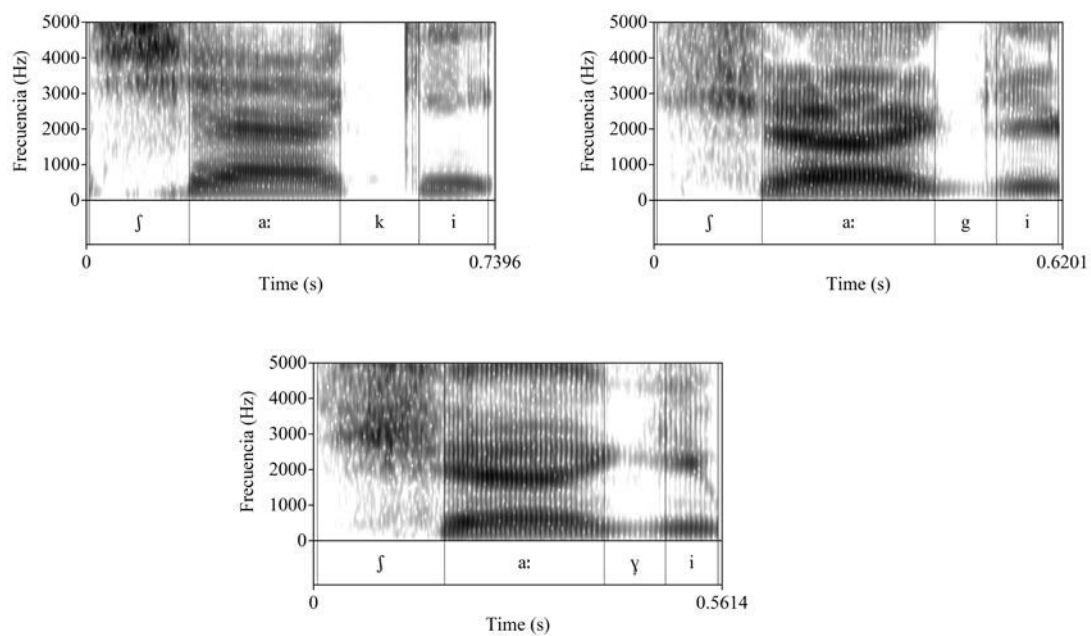 5000
4000
3000
2000
1000
0
Frecuencia (Hz)
ʃ aː k i
0 0.7396
Time (s)
5000
4000
3000
2000
1000
0
Frecuencia (Hz)
ʃ aː g i
0 0.6201
Time (s)
5000
4000
3000
2000
1000
0
Frecuencia (Hz)
ʃ aː ɣ̞ i
0 0.5614
Time (s)